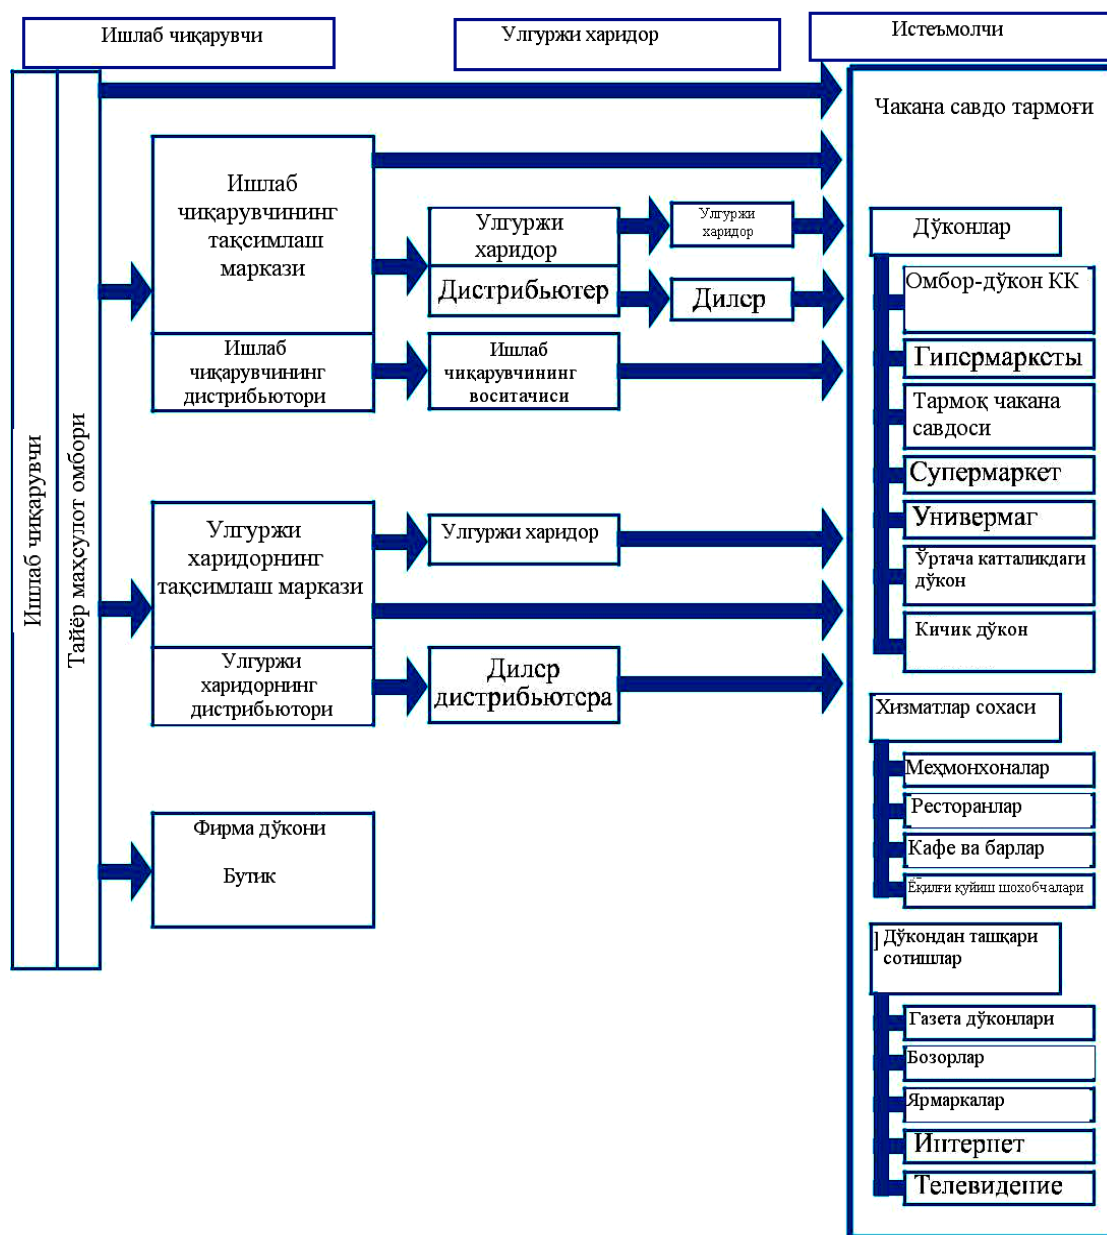 Ишлаб чиқарувчи
Улгуржи харидор
Истеъмолчи
Ишлаб чиқарувчи
Тайёр маҳсулот омбори
Ишлаб
чиқарувчининг
тақсимлаш
маркази
Ишлаб
чиқарувчининг
дистрибьютори
Улгуржи
харидор
Дистрибьютер
Улгуржи
харидор
Дилер
Ишлаб
чиқарувчининг
воситачиси
Улгуржи
харидорнинг
тақсимлаш маркази
Улгуржи
харидорнинг
дистрибьютори
Улгуржи харидор
Дилер
дистрибьютера
Фирма дўкони
Бутик
Чакана савдо тармоғи
Дўконлар
Омбор-дўкон КК
Гипермаркеты
Тармоқ чакана
савдоси
Супермаркет
Универмаг
Ўртача катталикдаги
дўкон
Кичик дўкон
Хизматлар сохаси
Меҳмонхоналар
Ресторанлар
Кафе ва барлар
Ёқилғи қуйиш шохобчалари
] Дўкондан ташқари
сотишлар
Газета дўконлари
Бозорлар
Ярмаркалар
Интернет
Телевидение